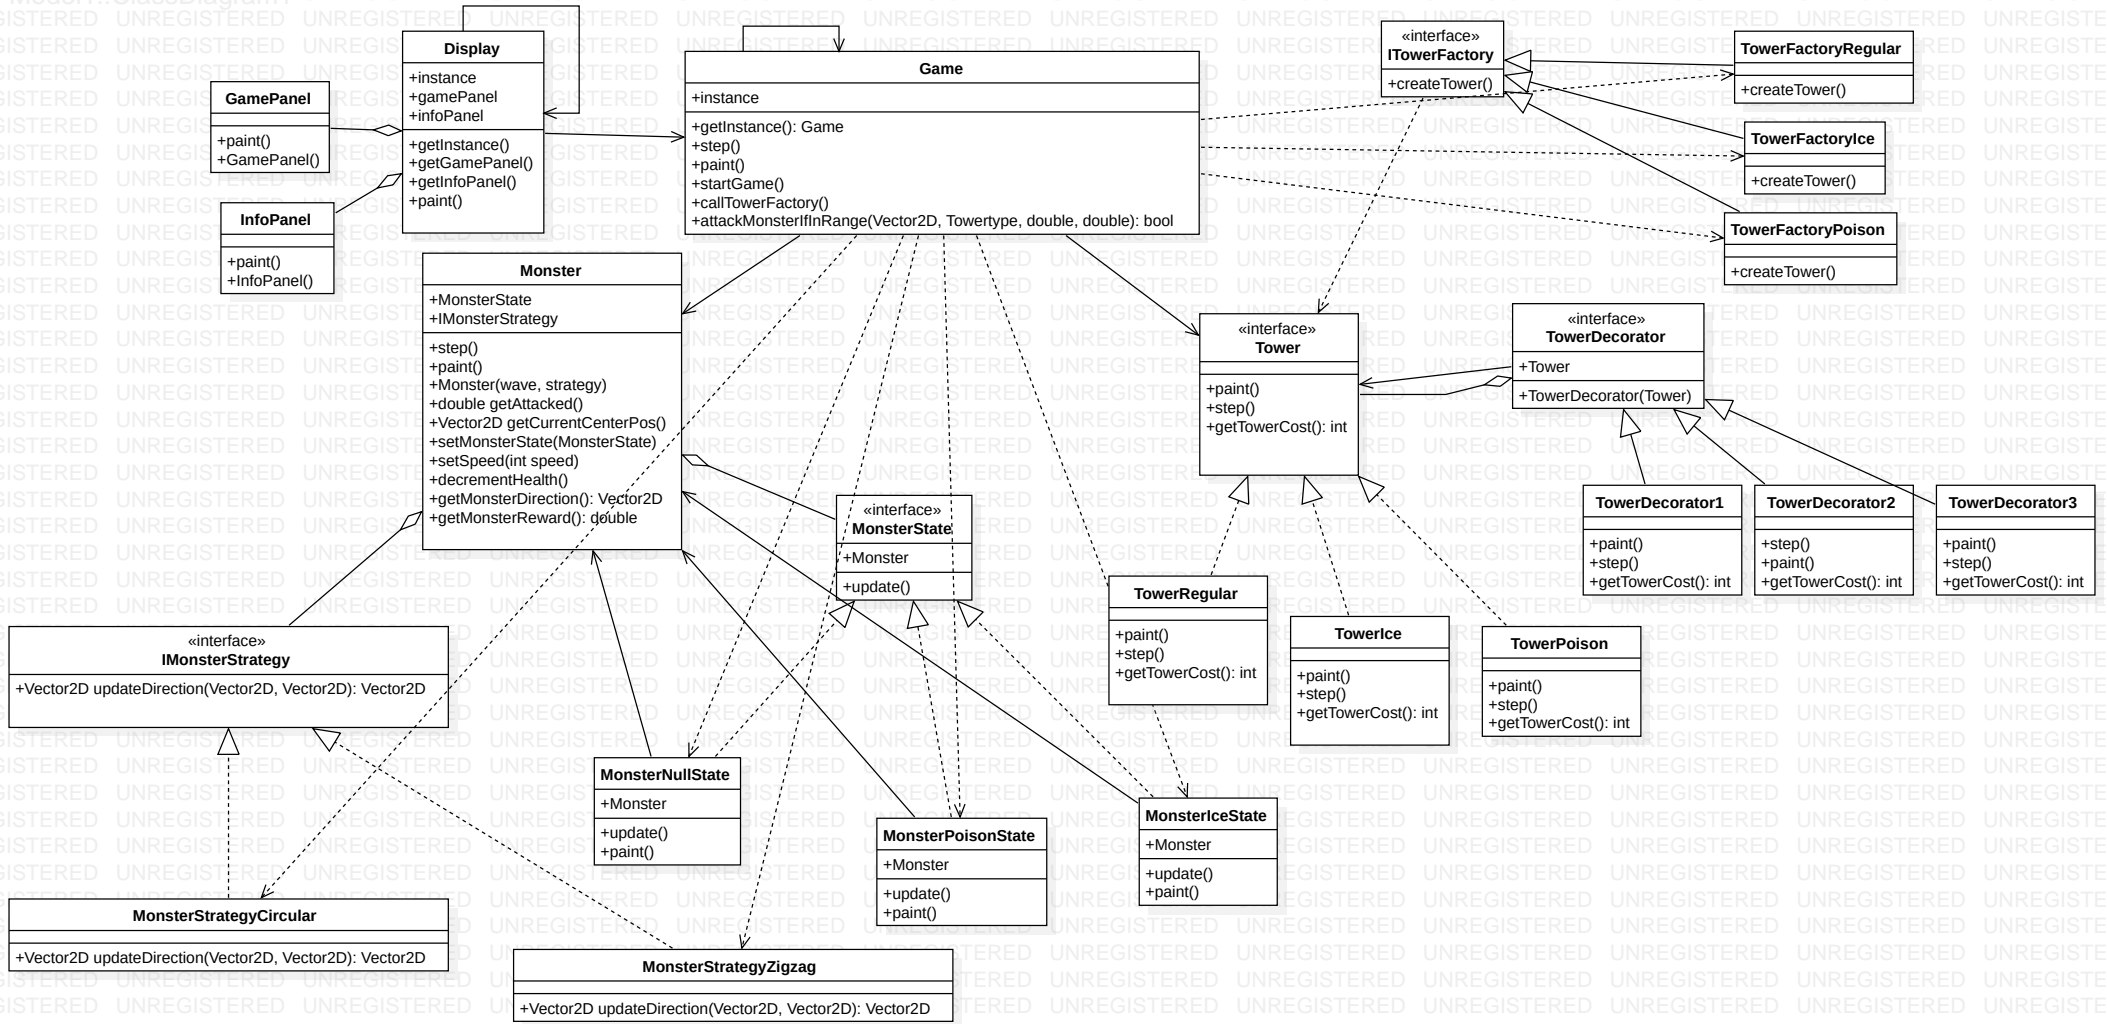 Display
+instance
+gamePanel
+infoPanel
+getInstance()
+getGamePanel()
+getInfoPanel()
+paint()
GamePanel
+paint()
+GamePanel()
InfoPanel
+paint()
+InfoPanel()
Game
+instance
+getInstance(): Game
+step()
+paint()
+startGame()
+callTowerFactory()
+attackMonsterIfInRange(Vector2D, Towertype, double, double): bool
«interface»
ITowerFactory
+createTower()
TowerFactoryRegular
+createTower()
TowerFactoryIce
+createTower()
TowerFactoryPoison
+createTower()
Monster
+MonsterState
+IMonsterStrategy
+step()
+paint()
+Monster(wave, strategy)
+double getAttacked()
+Vector2D getCurrentCenterPos()
+setMonsterState(MonsterState)
+setSpeed(int speed)
+decrementHealth()
+getMonsterDirection(): Vector2D
+getMonsterReward(): double
«interface»
Tower
+paint()
+step()
+getTowerCost(): int
«interface»
TowerDecorator
+Tower
+TowerDecorator(Tower)
TowerDecorator1
+paint()
+step()
+getTowerCost(): int
TowerDecorator2
+step()
+paint()
+getTowerCost(): int
TowerDecorator3
+paint()
+step()
+getTowerCost(): int
«interface»
MonsterState
+Monster
+update()
TowerRegular
+paint()
+step()
+getTowerCost(): int
TowerIce
+paint()
+step()
+getTowerCost(): int
TowerPoison
+paint()
+step()
+getTowerCost(): int
«interface»
IMonsterStrategy
+Vector2D updateDirection(Vector2D, Vector2D): Vector2D
MonsterNullState
+Monster
+update()
+paint()
MonsterPoisonState
+Monster
+update()
+paint()
MonsterIceState
+Monster
+update()
+paint()
MonsterStrategyCircular
+Vector2D updateDirection(Vector2D, Vector2D): Vector2D
MonsterStrategyZigzag
+Vector2D updateDirection(Vector2D, Vector2D): Vector2D
UNREGISTERED